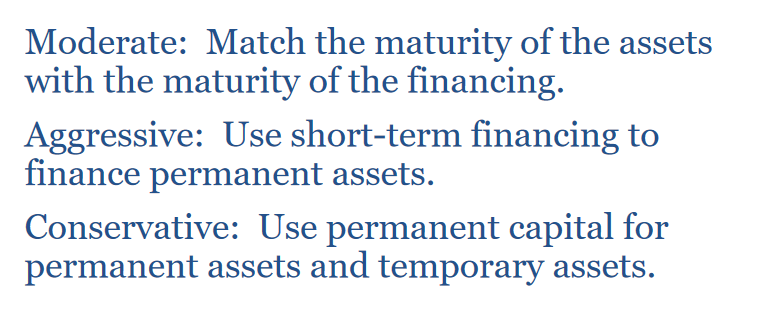 Moderate: Match the maturity of the assets
with the maturity of the financing.
Aggressive: Use short-term financing to
finance permanent assets.
Conservative: Use permanent capital for
permanent assets and temporary assets.